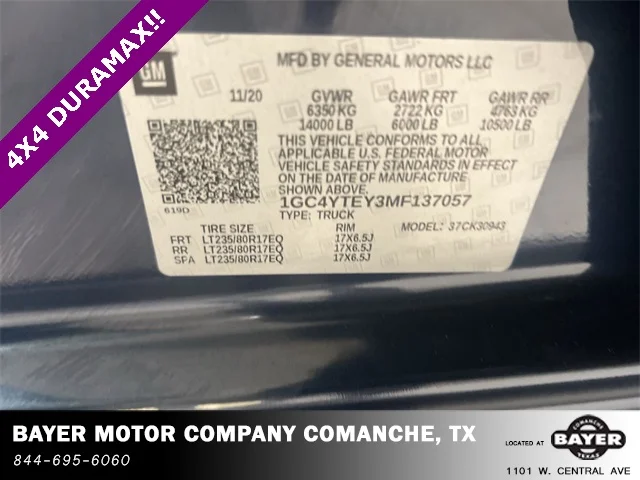 4X4 DURAMAX!!
GM
MFD BY GENERAL MOTORS LLC
11/20 GVWR GAWR FRT GAWR RR
6350 KG 2722 KG 4763 KG
14000 LB 6000 LB 10500 LB
THIS VEHICLE CONFORMS TO ALL
APPLICABLE U.S. FEDERAL MOTOR
VEHICLE SAFETY STANDARDS IN EFFECT
ON THE DATE OF MANUFACTURE
SHOWN ABOVE.
619D
1GC4YTEY3MF137057
TYPE: TRUCK MODEL: 37CK30943
TIRE SIZE RIM
FRT LT235/80R17EQ 17X6.5J
RR LT235/80R17EQ 17X6.5J
SPA LT235/80R17EQ 17X6.5J
BAYER MOTOR COMPANY COMANCHE, TX
844-695-6060
LOCATED AT
COMANCHE
BAYER
TEXAS
1101 W. CENTRAL AVE